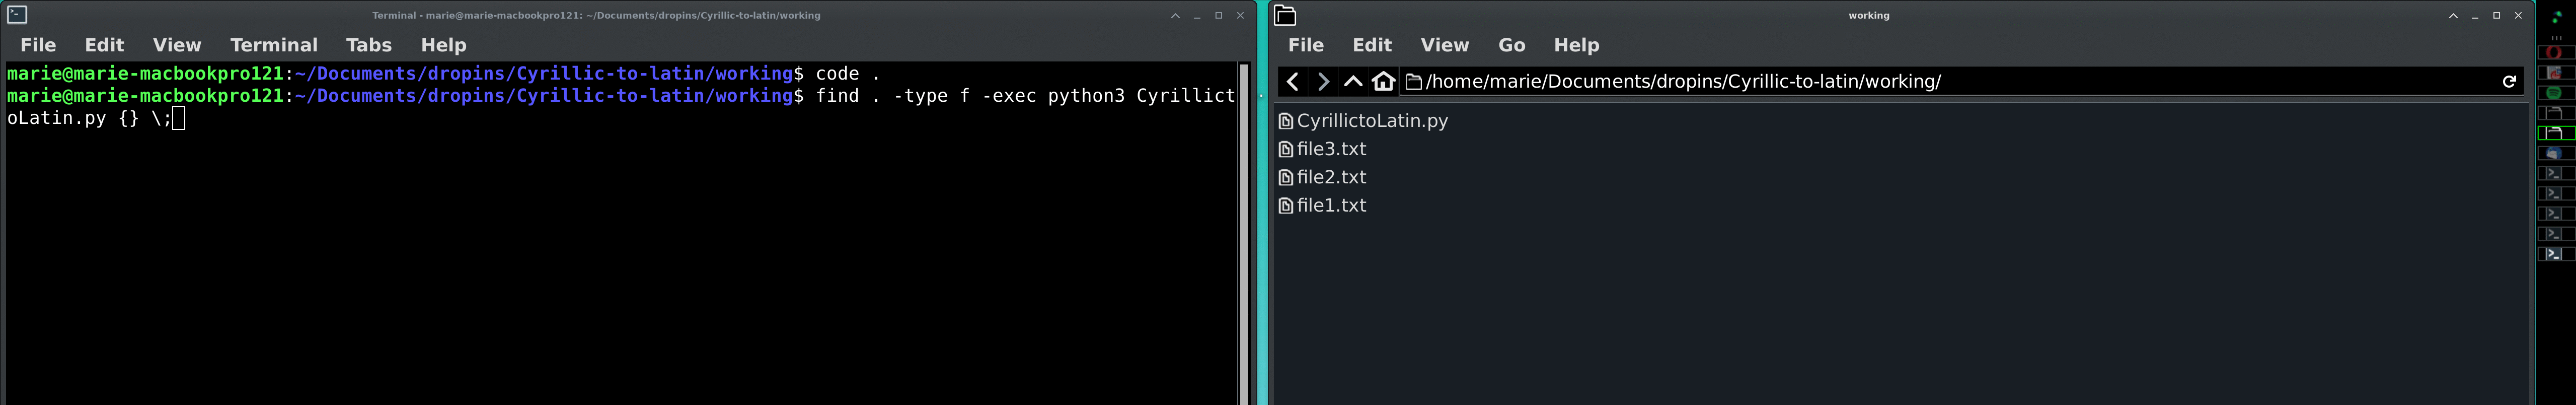 Terminal - marie@marie-macbookpro121: ~/Documents/dropins/Cyrillic-to-latin/working
File Edit View Terminal Tabs Help
marie@marie-macbookpro121:~/Documents/dropins/Cyrillic-to-latin/working$ code .
marie@marie-macbookpro121:~/Documents/dropins/Cyrillic-to-latin/working$ find . -type f -exec python3 Cyrillict
oLatin.py {} \;
working
File Edit View Go Help
/home/marie/Documents/dropins/Cyrillic-to-latin/working/
CyrillictoLatin.py
file3.txt
file2.txt
file1.txt